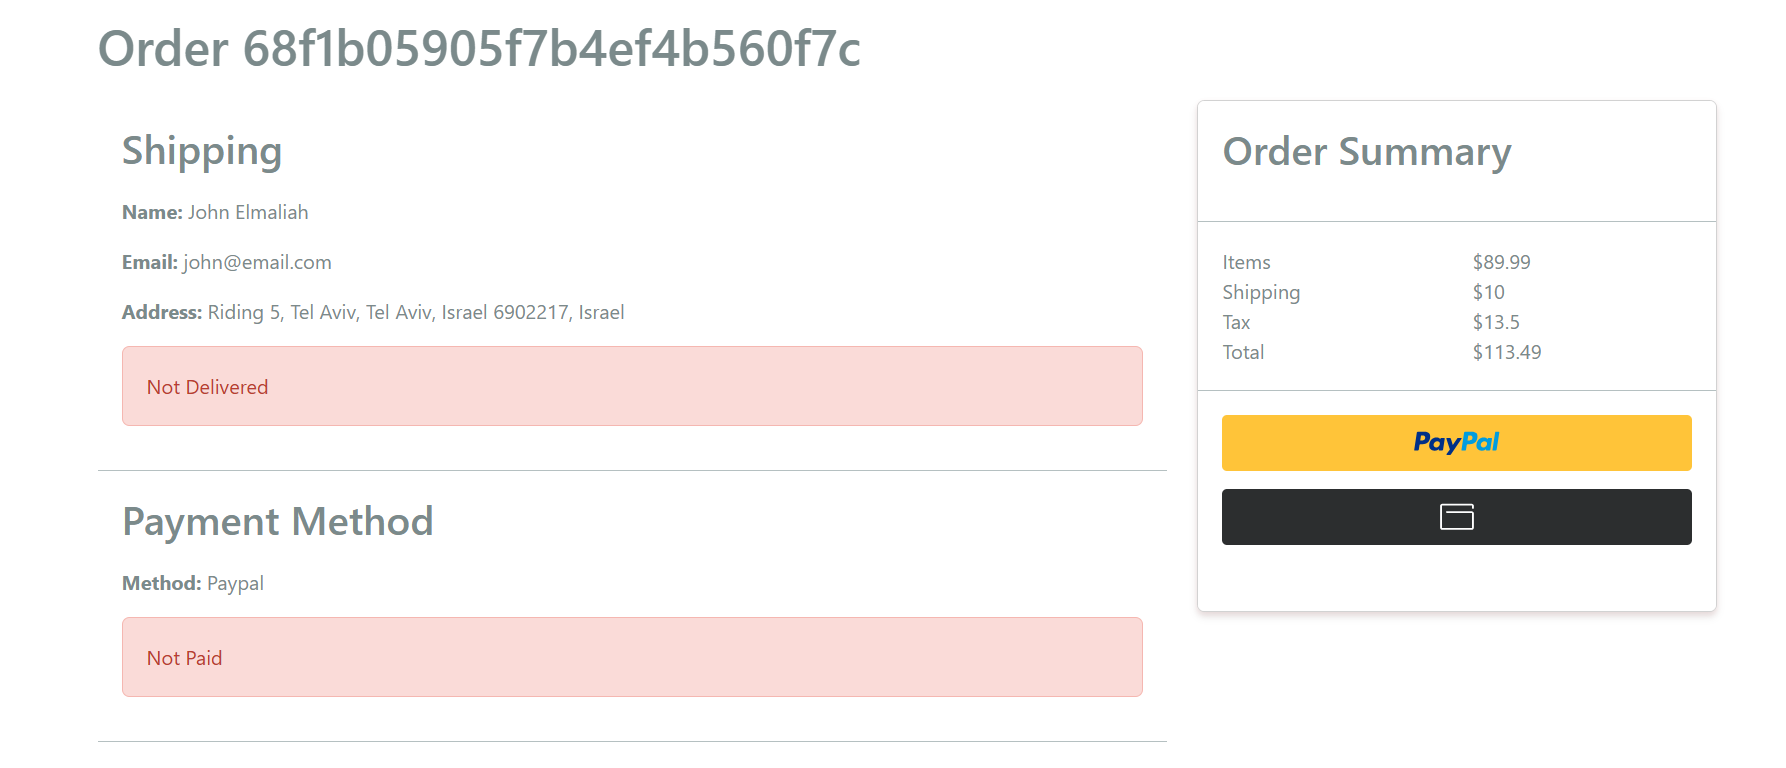 Order 68f1b05905f7b4ef4b560f7c
Shipping
Name: John Elmaliah
Email: john@email.com
Address: Riding 5, Tel Aviv, Tel Aviv, Israel 6902217, Israel
Not Delivered
Payment Method
Method: Paypal
Not Paid
Order Summary
Items $89.99
Shipping $10
Tax $13.5
Total $113.49
PayPal